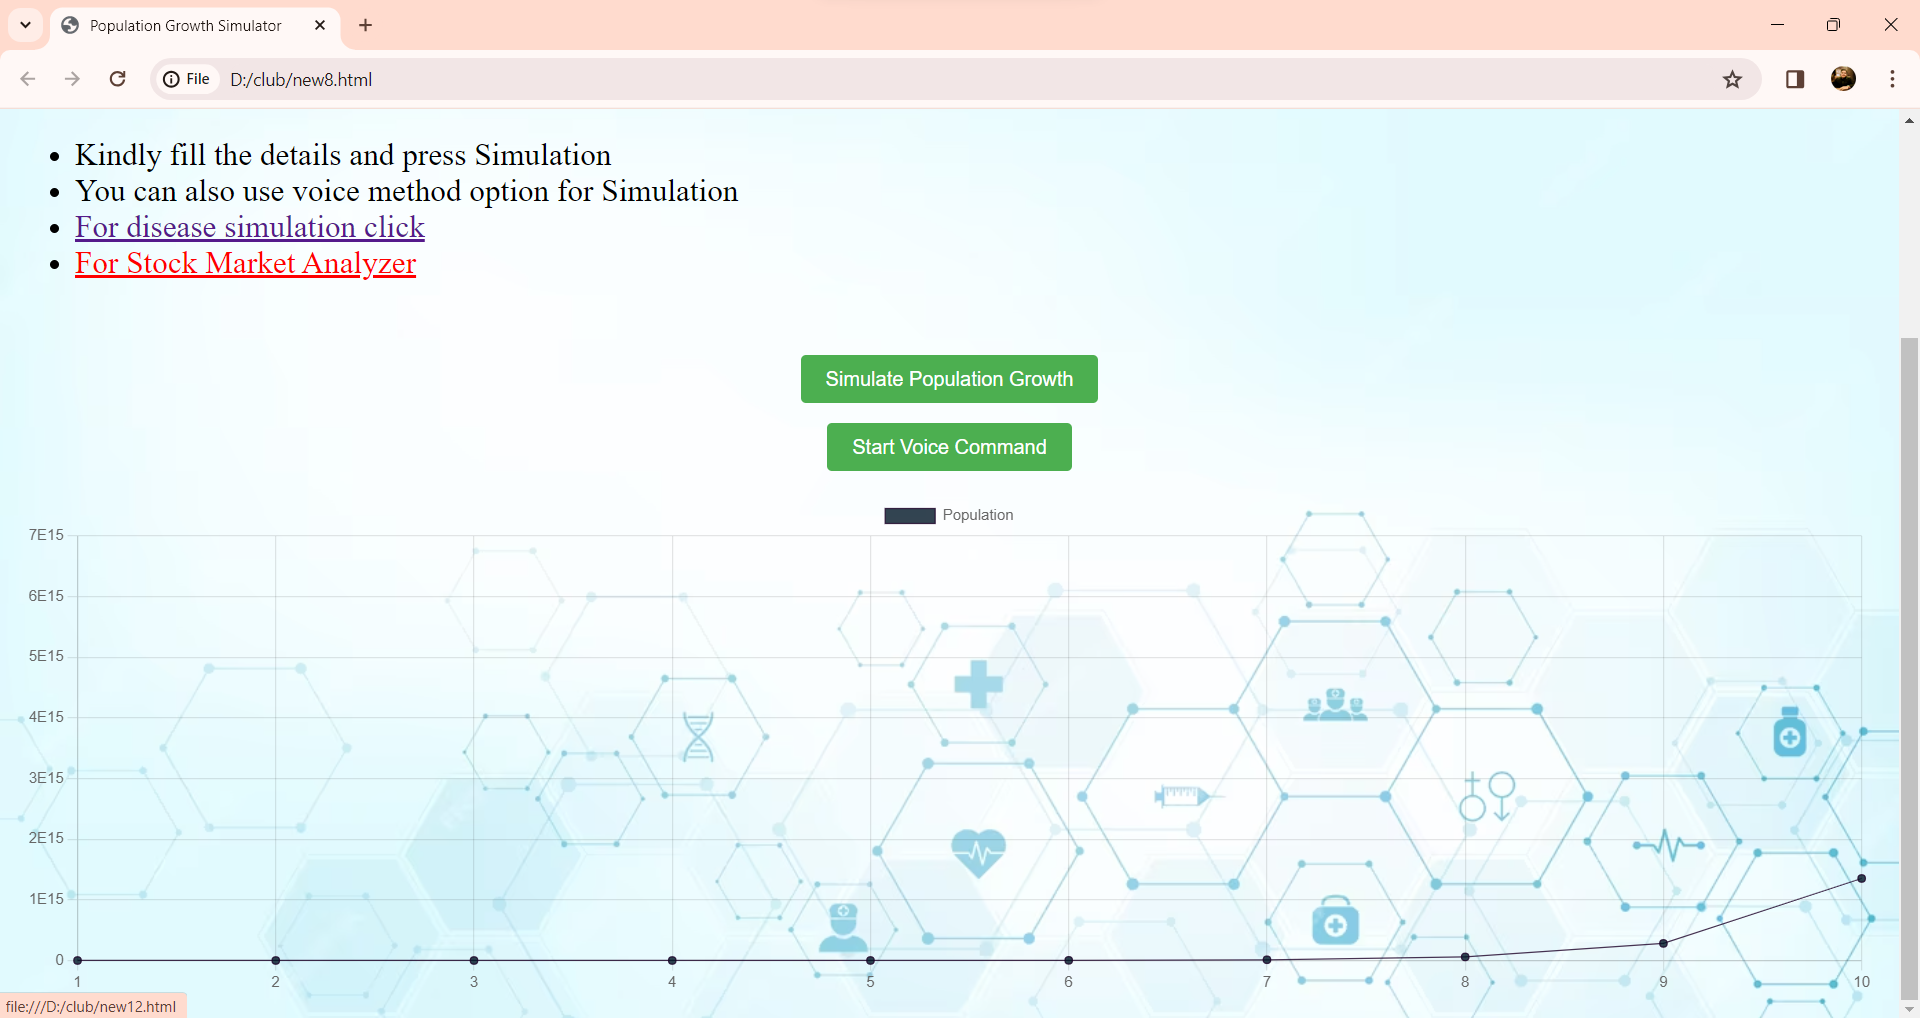 Population Growth Simulator
File D:/club/new8.html
Kindly fill the details and press Simulation
You can also use voice method option for Simulation
For disease simulation click
For Stock Market Analyzer
Simulate Population Growth
Start Voice Command
Population
7E15
6E15
5E15
4E15
3E15
2E15
1E15
0
1 2 3 4 5 6 7 8 9 10
file:///D:/club/new12.html